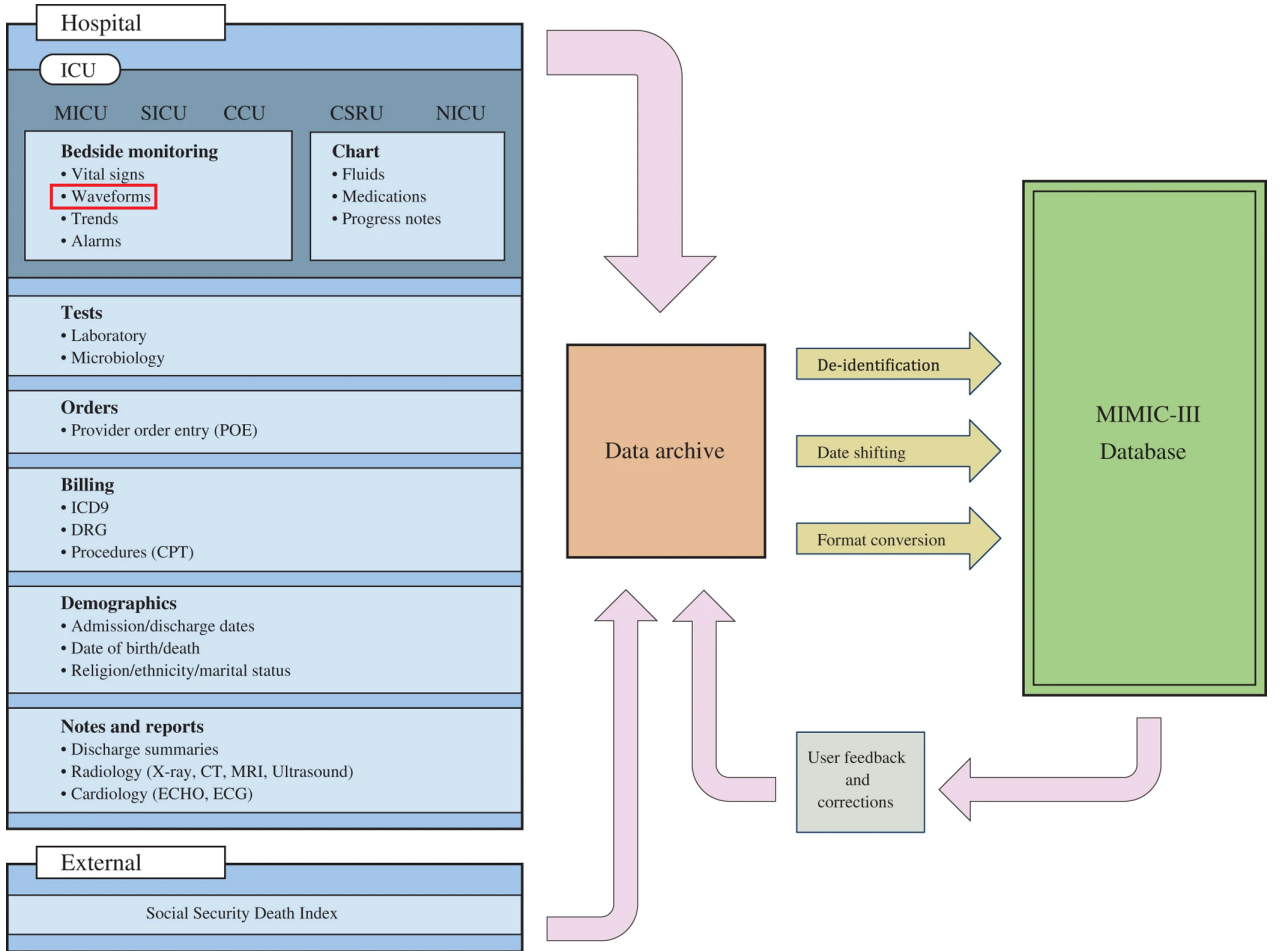 Hospital
ICU
MICU SICU CCU CSRU NICU
Bedside monitoring
• Vital signs
• Waveforms
• Trends
• Alarms
Chart
• Fluids
• Medications
• Progress notes
Tests
• Laboratory
• Microbiology
Orders
• Provider order entry (POE)
Billing
• ICD9
• DRG
• Procedures (CPT)
Demographics
• Admission/discharge dates
• Date of birth/death
• Religion/ethnicity/marital status
Notes and reports
• Discharge summaries
• Radiology (X-ray, CT, MRI, Ultrasound)
• Cardiology (ECHO, ECG)
External
Social Security Death Index
Data archive
De-identification
Date shifting
Format conversion
MIMIC-III
Database
User feedback
and
corrections